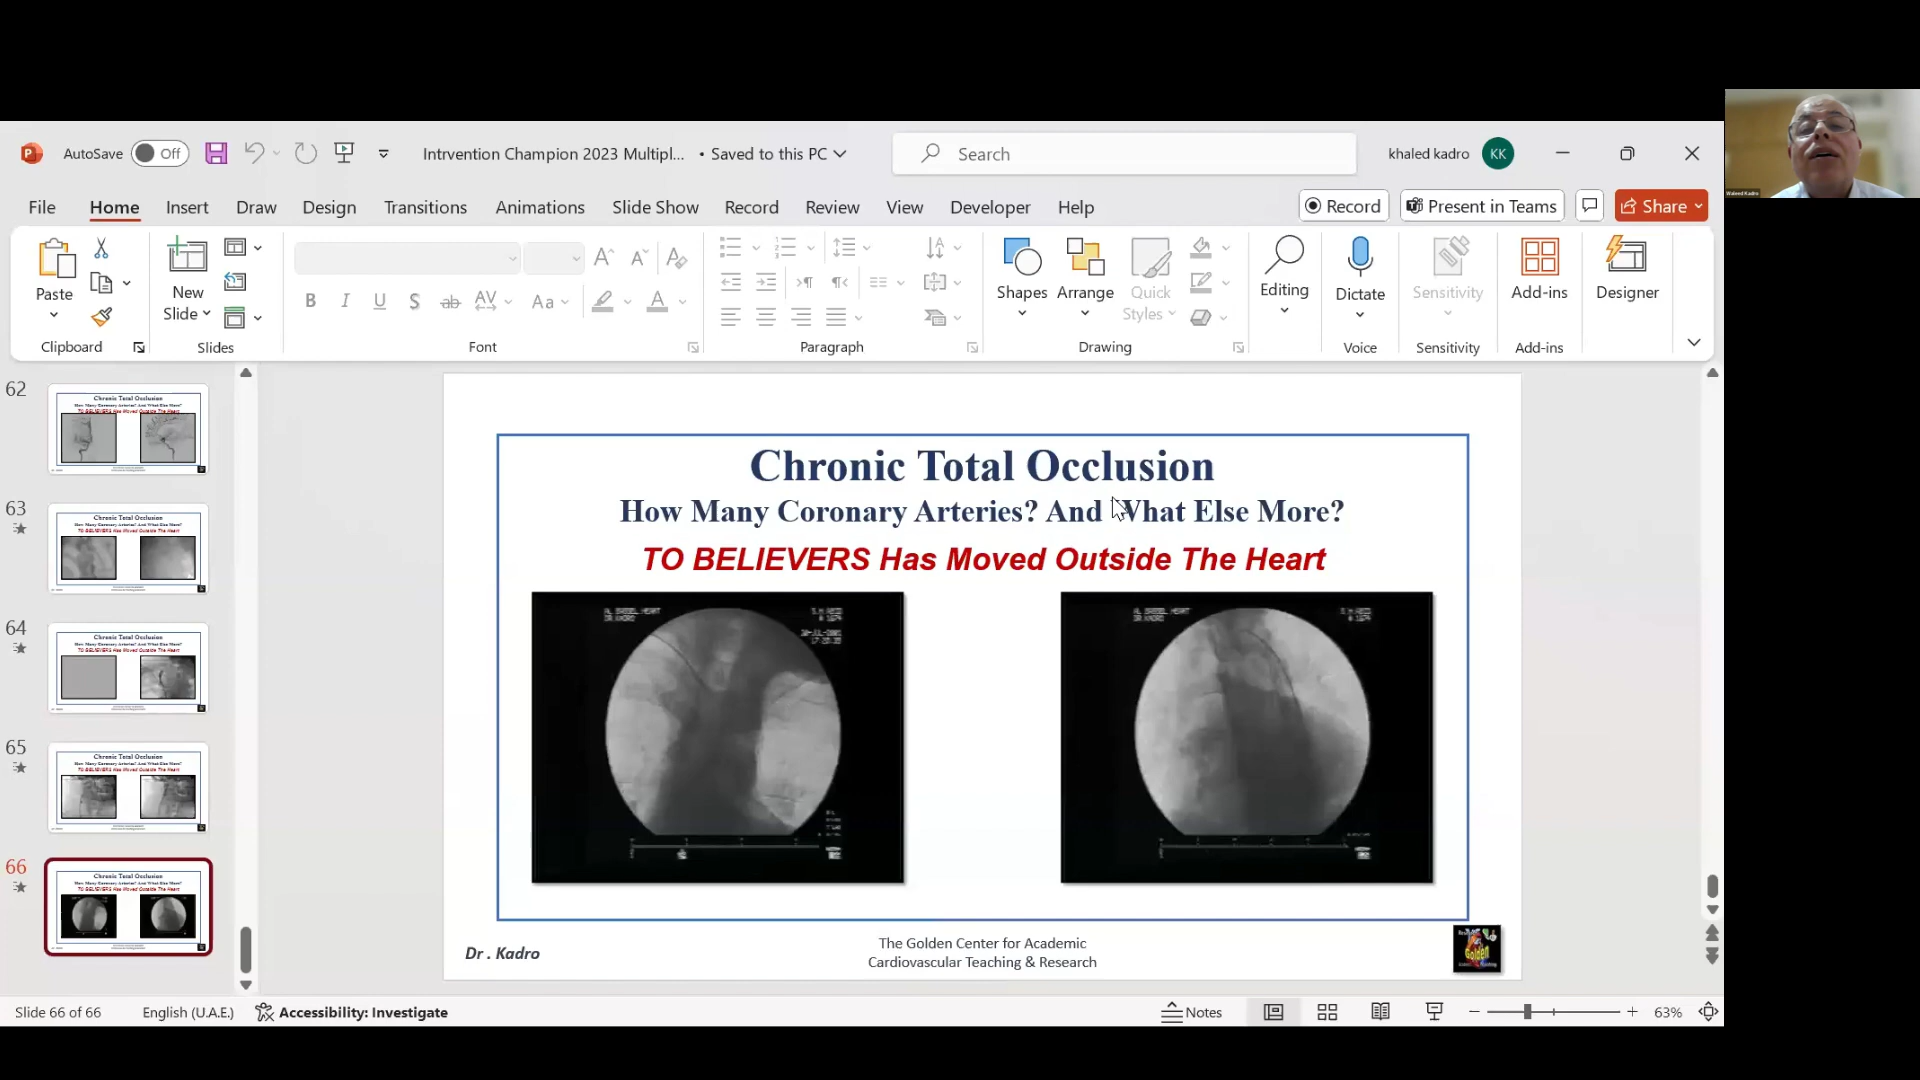 AutoSave Off Intrvention Champion 2023 Multipl... • Saved to this PC Search khaled kadro KK
File Home Insert Draw Design Transitions Animations Slide Show Record Review View Developer Help Record Present in Teams Share
Paste New Slide Shapes Arrange Quick Styles Editing Dictate Sensitivity Add-ins Designer
Clipboard Slides Font Paragraph Drawing Voice Sensitivity Add-ins
62
63
64
65
66
Chronic Total Occlusion
How Many Coronary Arteries? And What Else More?
TO BELIEVERS Has Moved Outside The Heart
Dr . Kadro
The Golden Center for Academic
Cardiovascular Teaching & Research
Golden
Slide 66 of 66 English (U.A.E.) Accessibility: Investigate Notes 63%